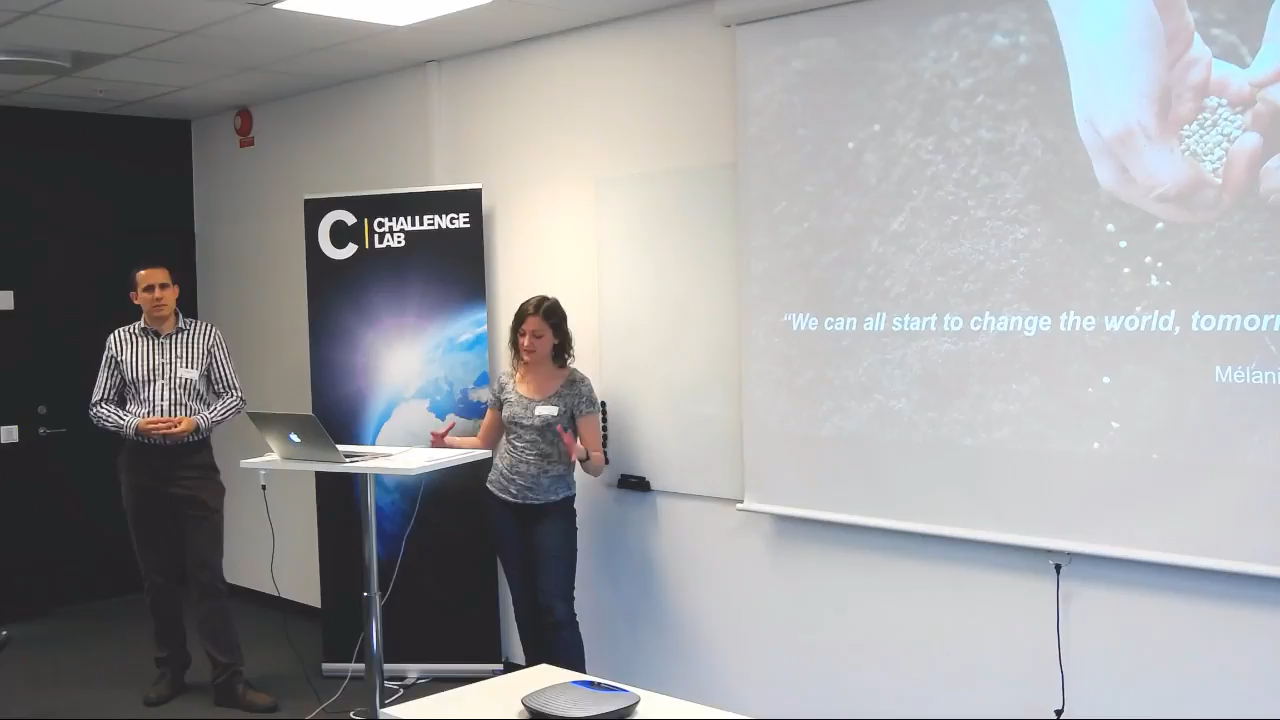 C | CHALLENGE
LAB
“We can all start to change the world, tomorr
Mélani